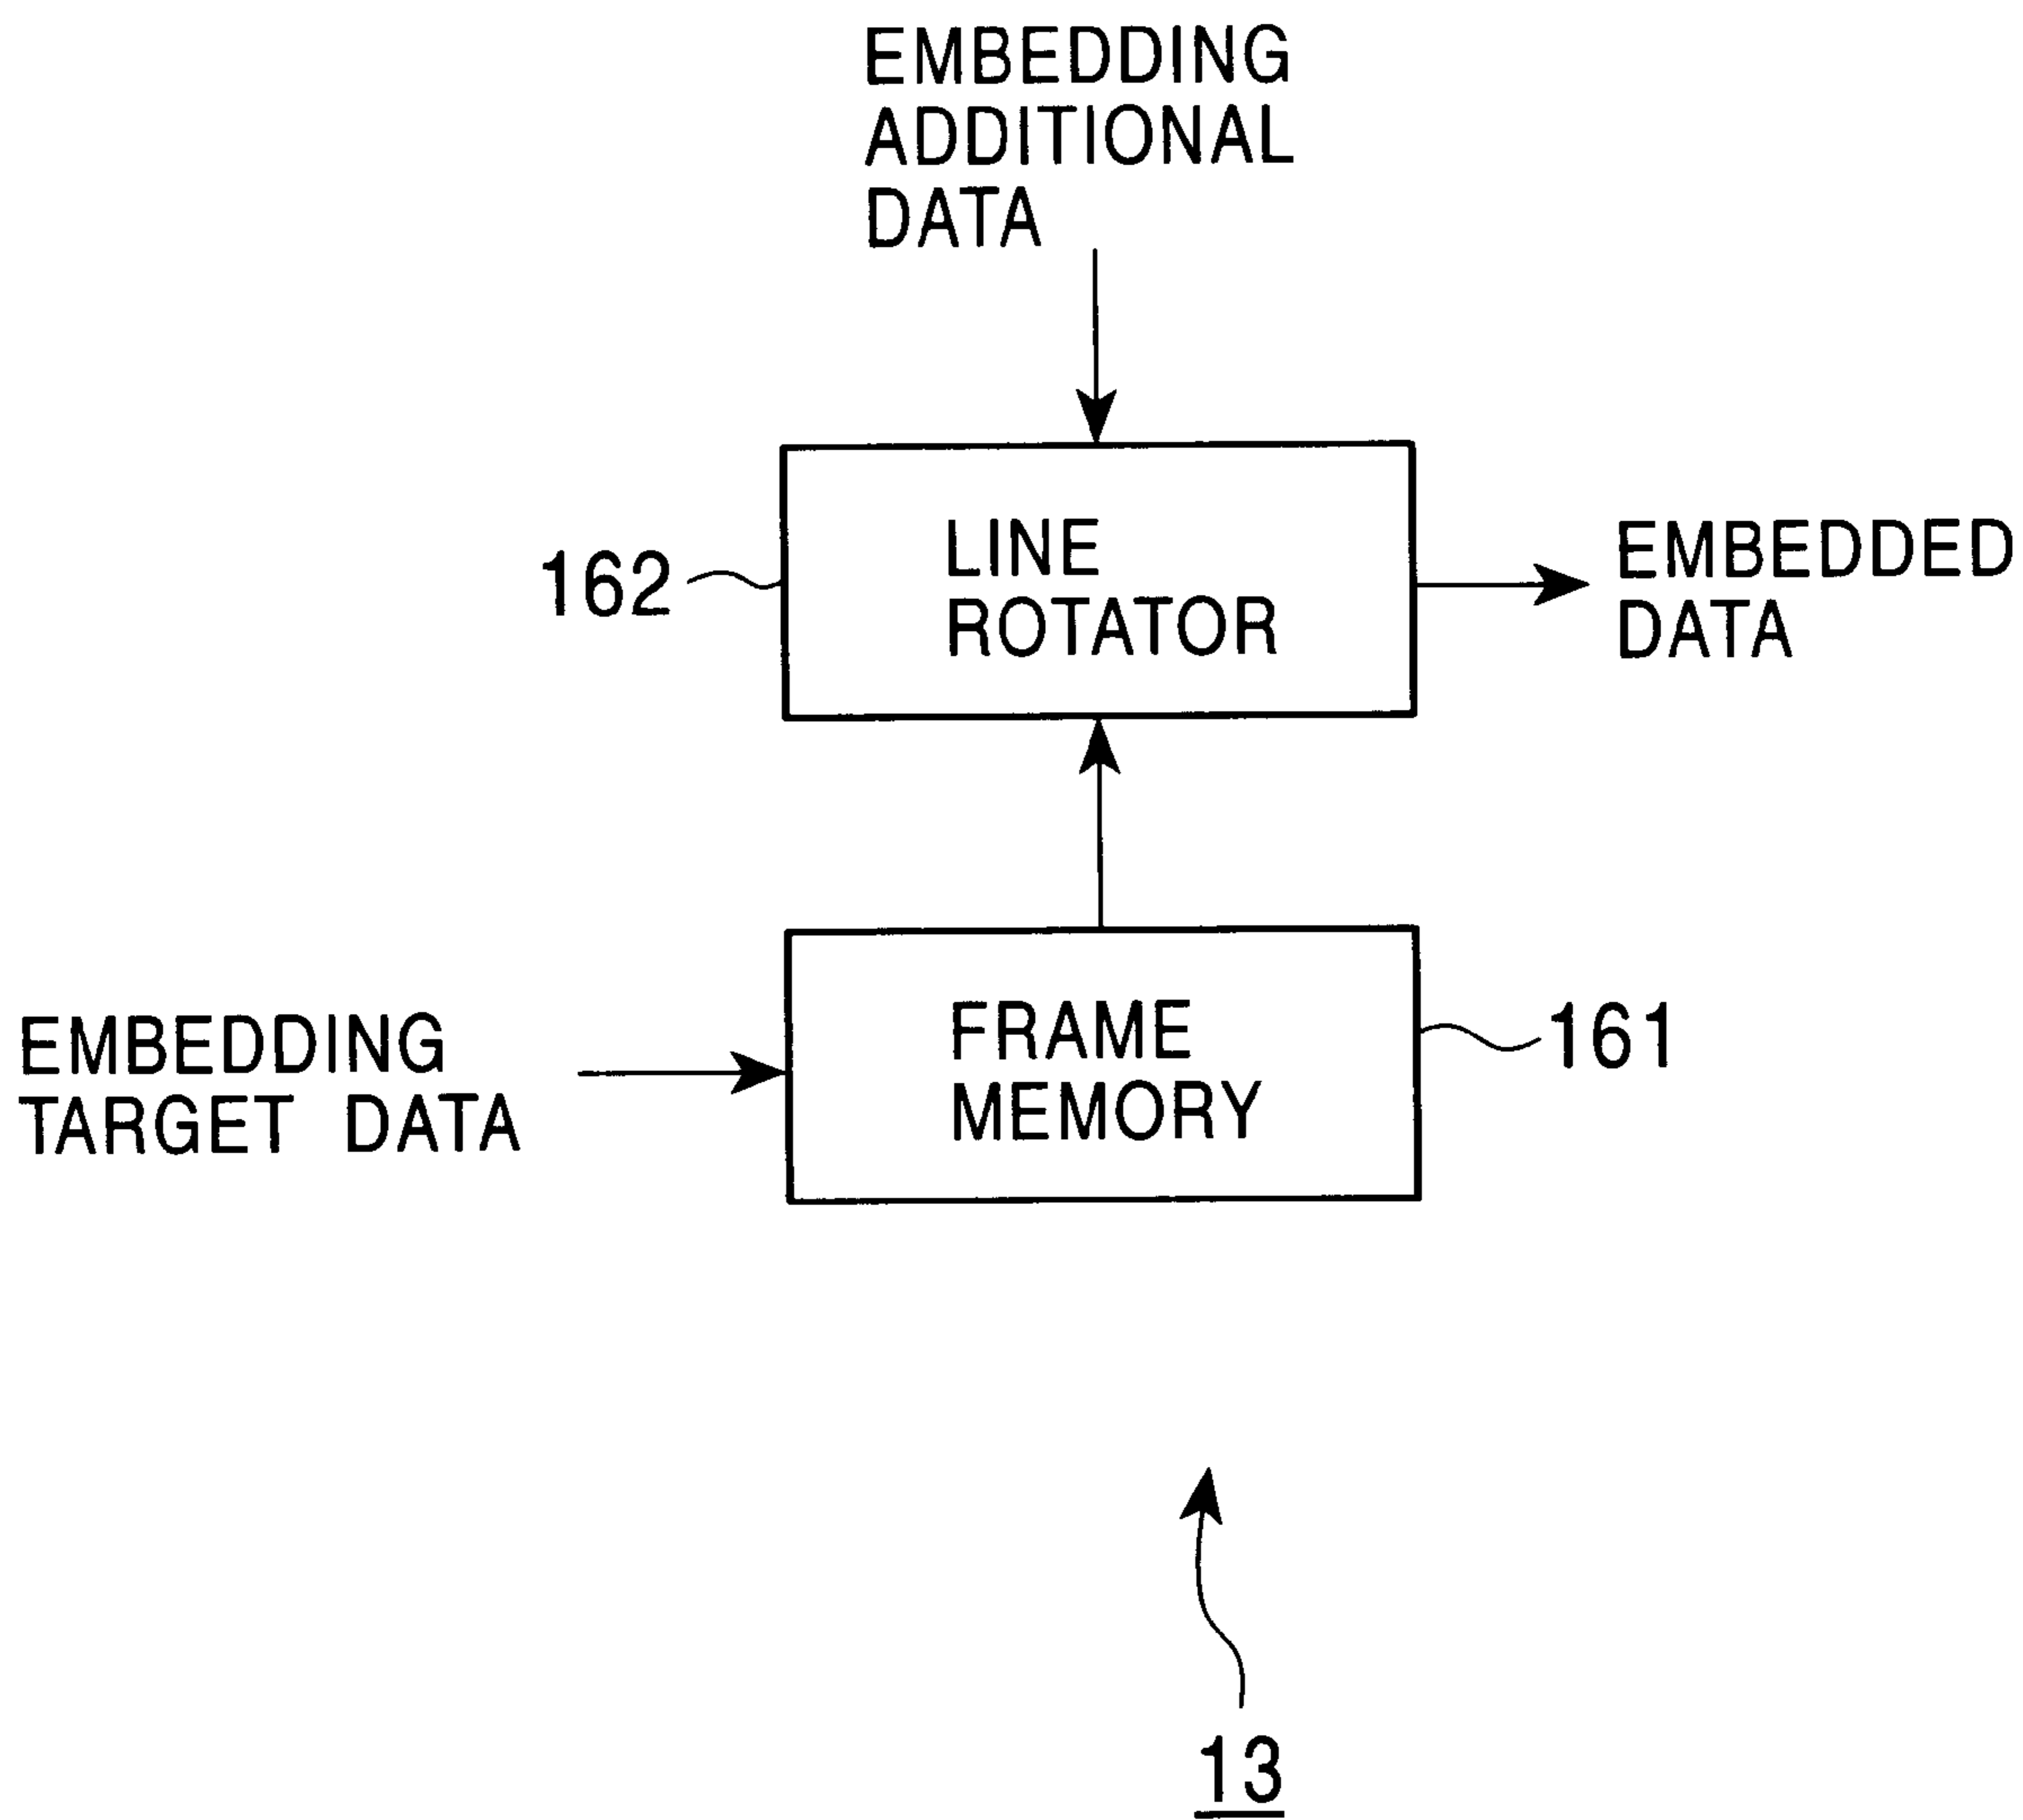 EMBEDDING
ADDITIONAL
DATA
162
LINE
ROTATOR
EMBEDDED
DATA
EMBEDDING
TARGET DATA
FRAME
MEMORY
161
13